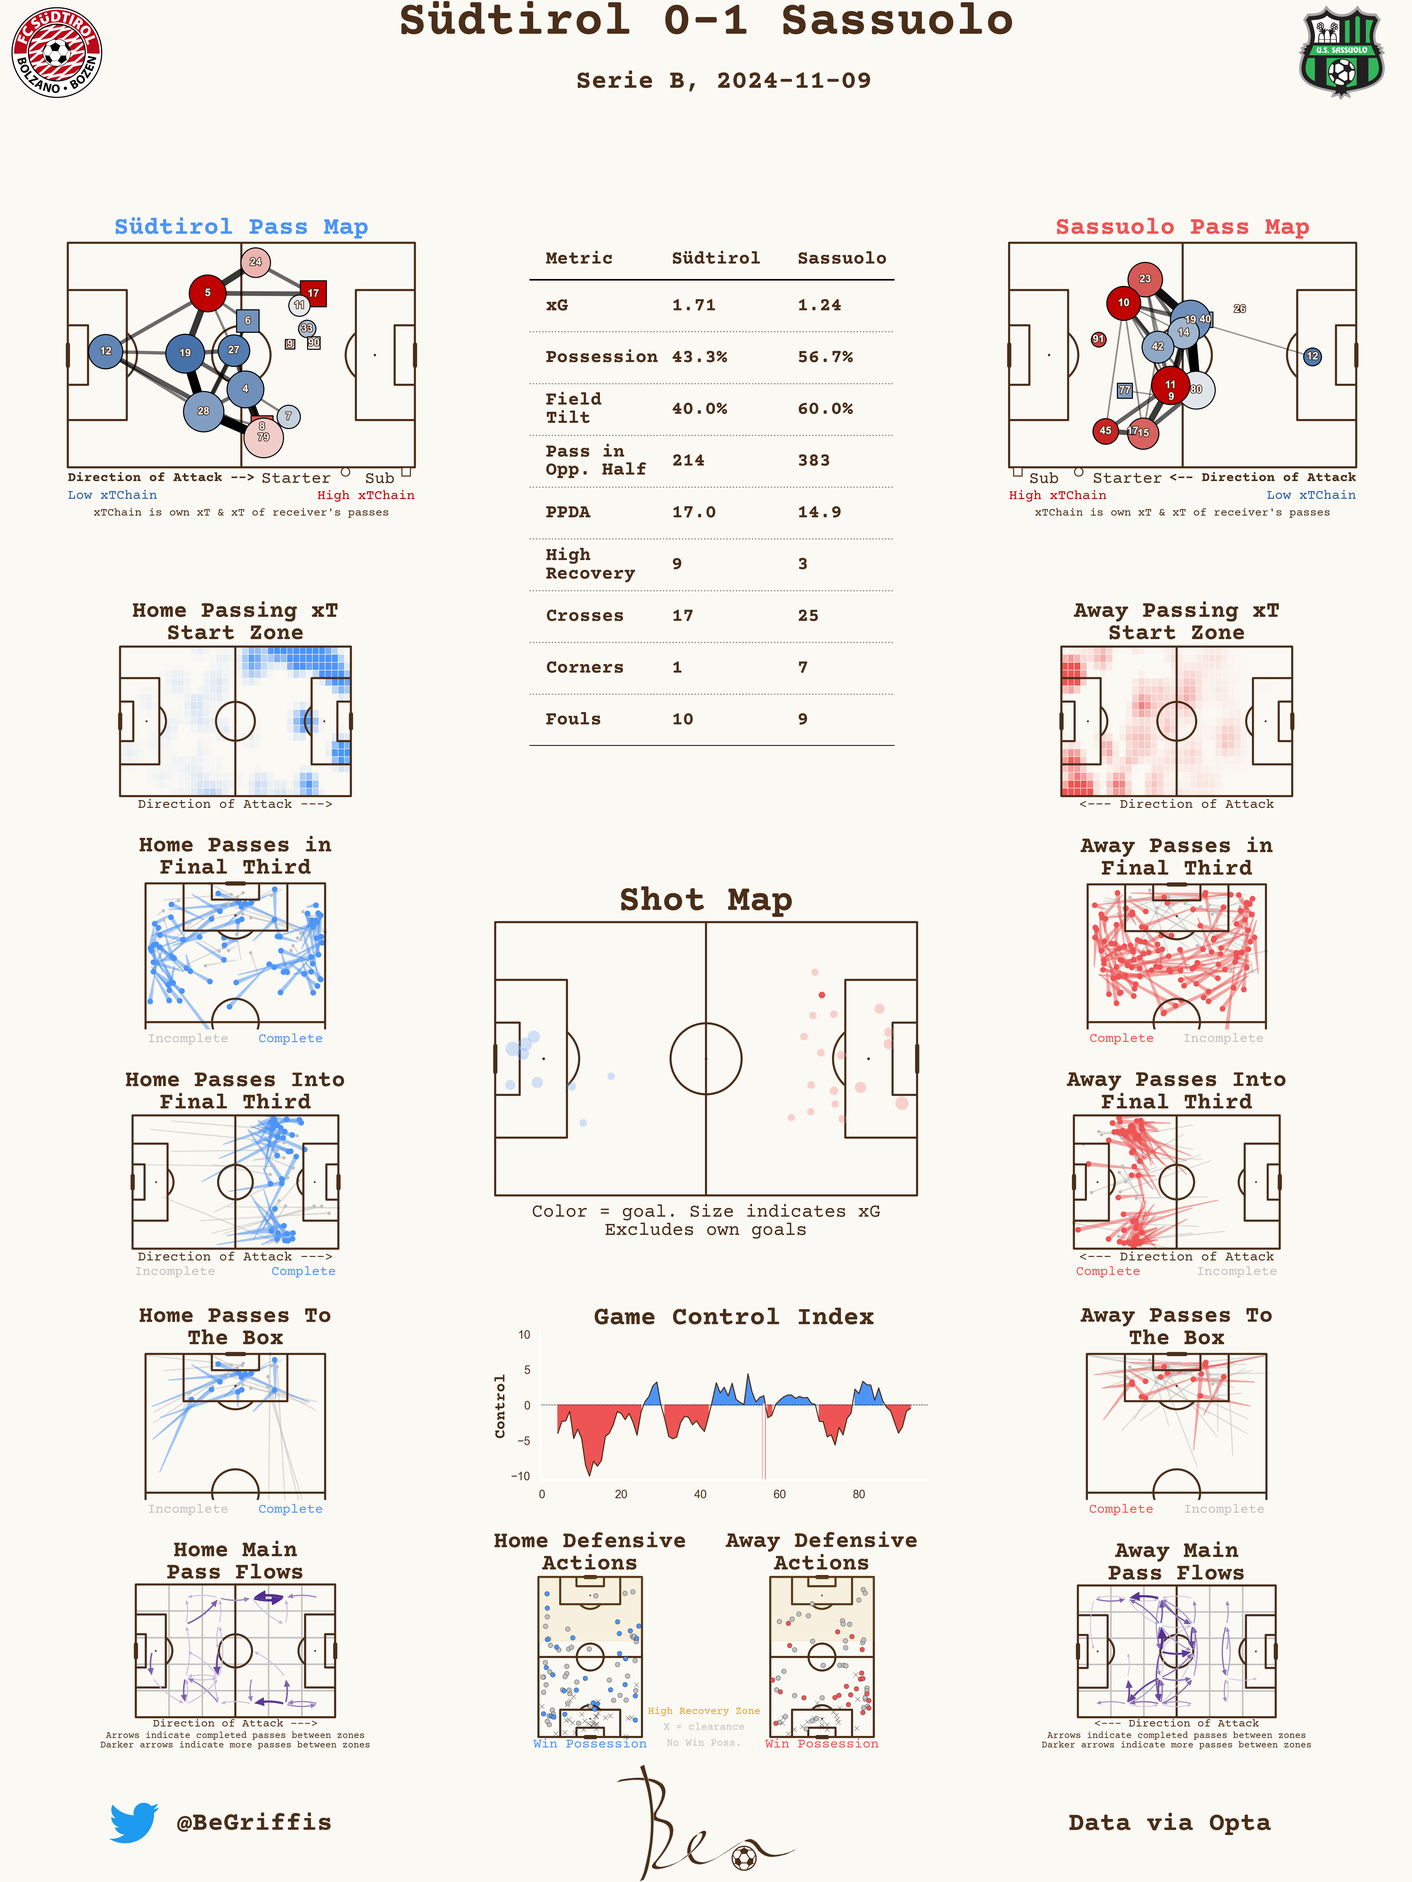 Südtirol 0-1 Sassuolo
Serie B, 2024-11-09
FC SÜDTIROL
BOLZANO • BOZEN
U.S. SASSUOLO
Südtirol Pass Map
24
5
17
11
6
33
9
90
12
19
27
4
28
7
8
79
Direction of Attack --> Starter Sub
Low xTChain High xTChain
xTChain is own xT & xT of receiver's passes
Metric Südtirol Sassuolo
xG 1.71 1.24
Possession 43.3% 56.7%
Field
Tilt 40.0% 60.0%
Pass in
Opp. Half 214 383
PPDA 17.0 14.9
High
Recovery 9 3
Crosses 17 25
Corners 1 7
Fouls 10 9
Sassuolo Pass Map
23
10
26
19 40
14
91
42
12
11
77
9
80
45
17
15
Sub Starter <-- Direction of Attack
High xTChain Low xTChain
xTChain is own xT & xT of receiver's passes
Home Passing xT
Start Zone
Direction of Attack --->
Away Passing xT
Start Zone
<--- Direction of Attack
Home Passes in
Final Third
Incomplete Complete
Away Passes in
Final Third
Complete Incomplete
Shot Map
Color = goal. Size indicates xG
Excludes own goals
Home Passes Into
Final Third
Direction of Attack --->
Incomplete Complete
Away Passes Into
Final Third
<--- Direction of Attack
Complete Incomplete
Home Passes To
The Box
Incomplete Complete
Game Control Index
Control
10
5
0
−5
−10
0 20 40 60 80
Away Passes To
The Box
Complete Incomplete
Home Main
Pass Flows
Direction of Attack --->
Arrows indicate completed passes between zones
Darker arrows indicate more passes between zones
Home Defensive
Actions
Win Possession
Away Defensive
Actions
Win Possession
High Recovery Zone
X = clearance
No Win Poss.
Away Main
Pass Flows
<--- Direction of Attack
Arrows indicate completed passes between zones
Darker arrows indicate more passes between zones
@BeGriffis
Ben
Data via Opta